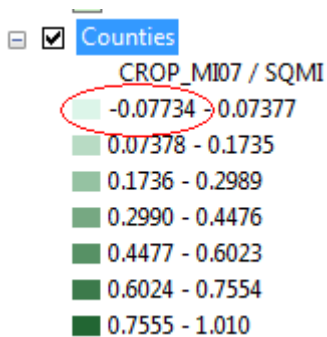 Counties
CROP_MI07 / SQMI
-0.07734 - 0.07377
0.07378 - 0.1735
0.1736 - 0.2989
0.2990 - 0.4476
0.4477 - 0.6023
0.6024 - 0.7554
0.7555 - 1.010